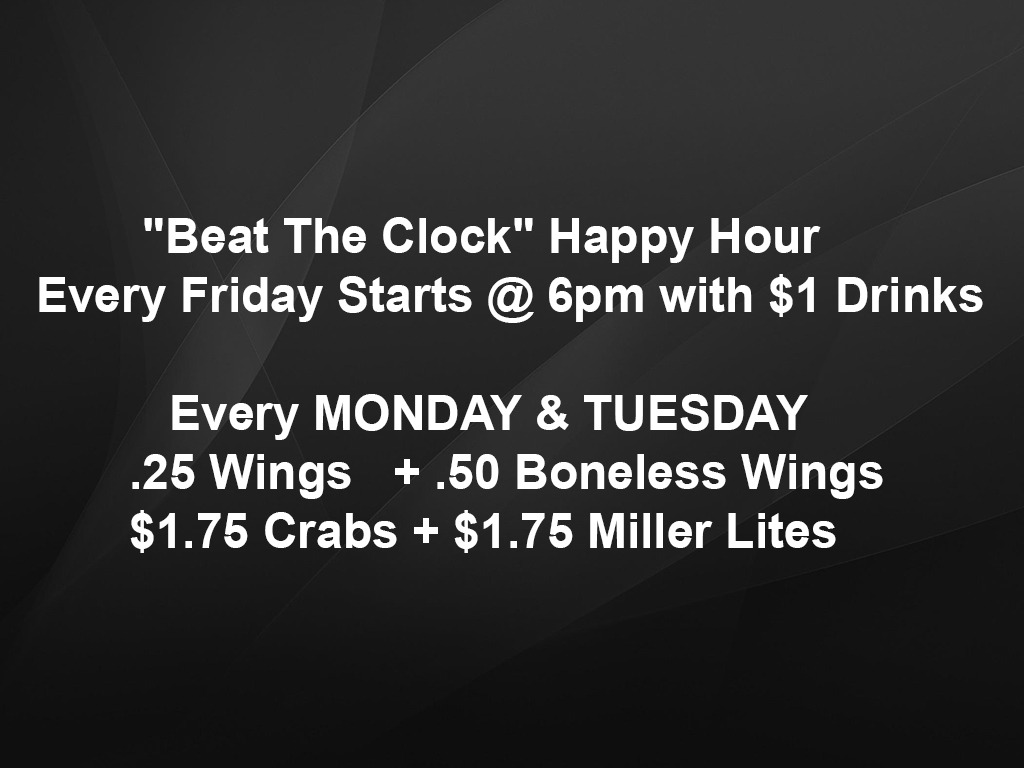 "Beat The Clock" Happy Hour
Every Friday Starts @ 6pm with $1 Drinks
Every MONDAY & TUESDAY
.25 Wings + .50 Boneless Wings
$1.75 Crabs + $1.75 Miller Lites